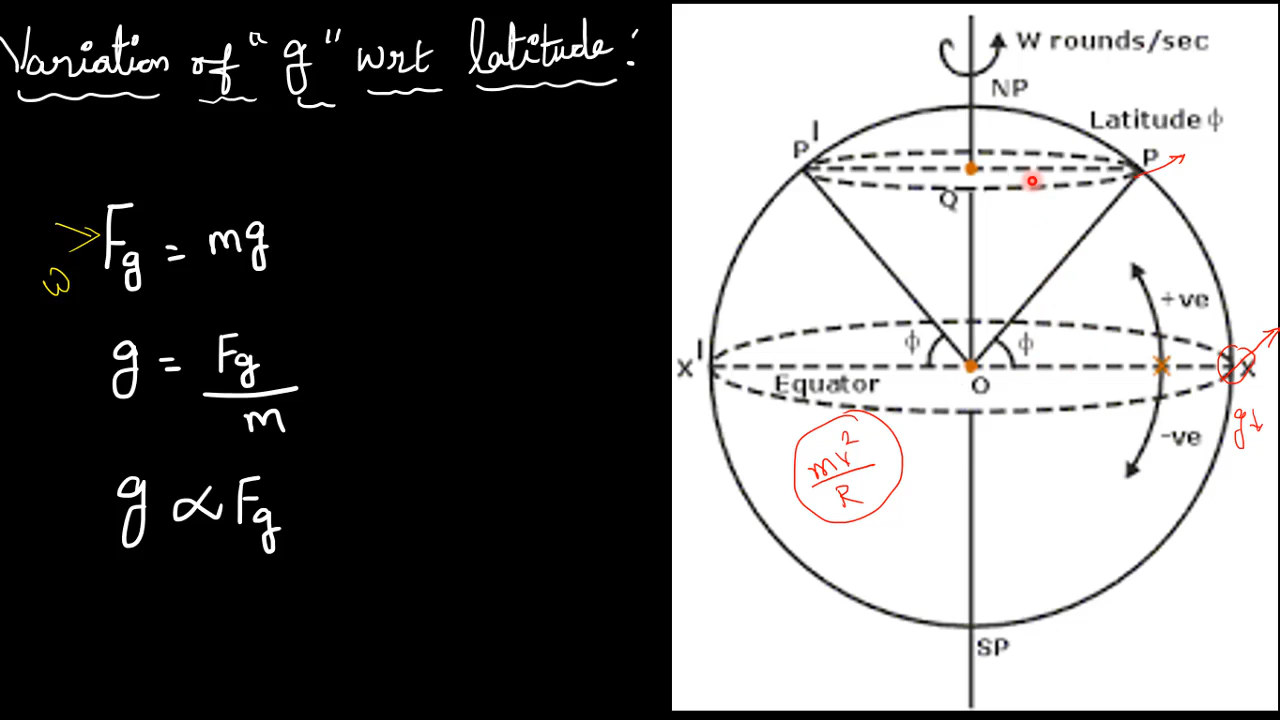 Variation of "g" wrt latitude :
Fg = mg
ω
g = Fg / m
g ∝ Fg
W rounds/sec
NP
Latitude ϕ
P'
P
Q
+ve
ϕ
ϕ
X'
X
Equator
O
g↓
mv²/R
-ve
SP